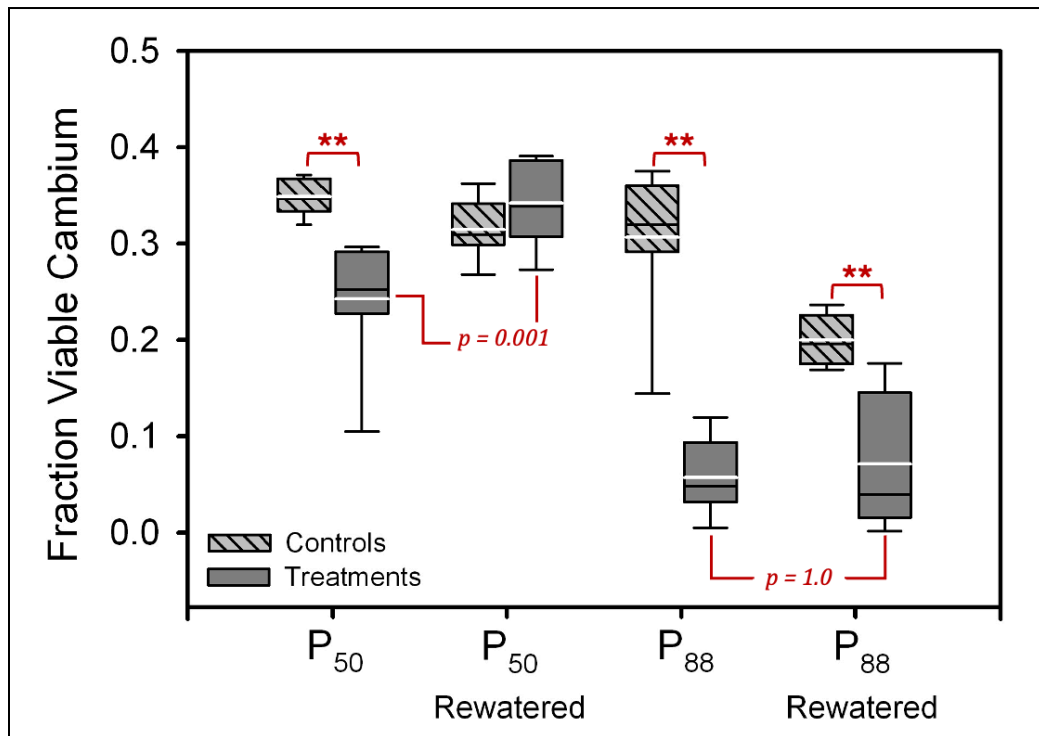 Fraction Viable Cambium
0.5
0.4
0.3
0.2
0.1
0.0
**
**
**
p = 0.001
p = 1.0
Controls
Treatments
P50 P50 P88 P88
Rewatered Rewatered